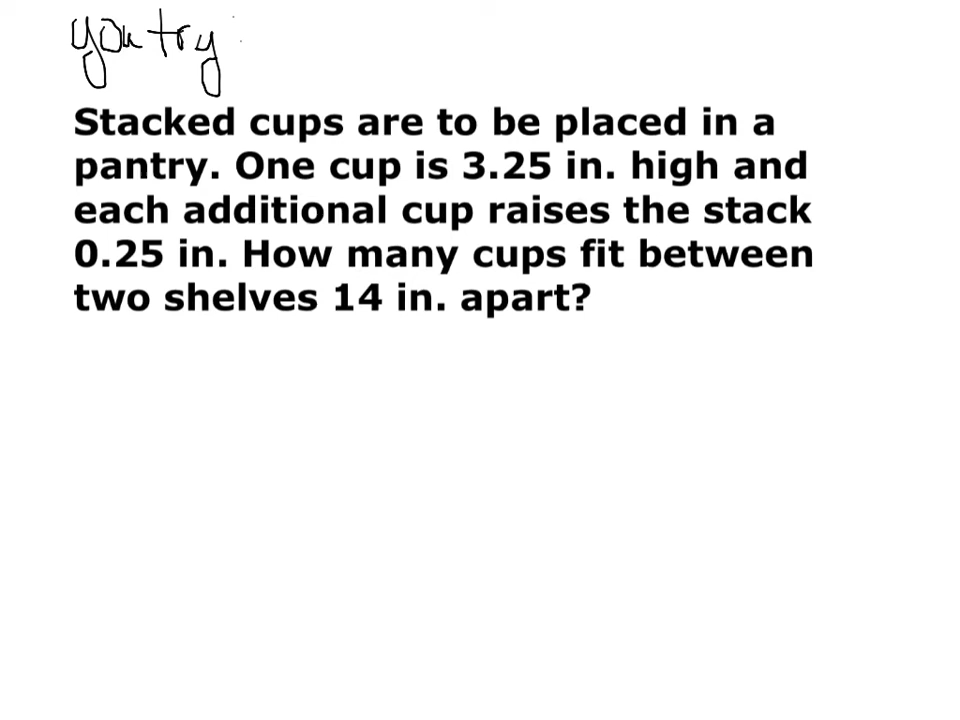 you try
Stacked cups are to be placed in a
pantry. One cup is 3.25 in. high and
each additional cup raises the stack
0.25 in. How many cups fit between
two shelves 14 in. apart?